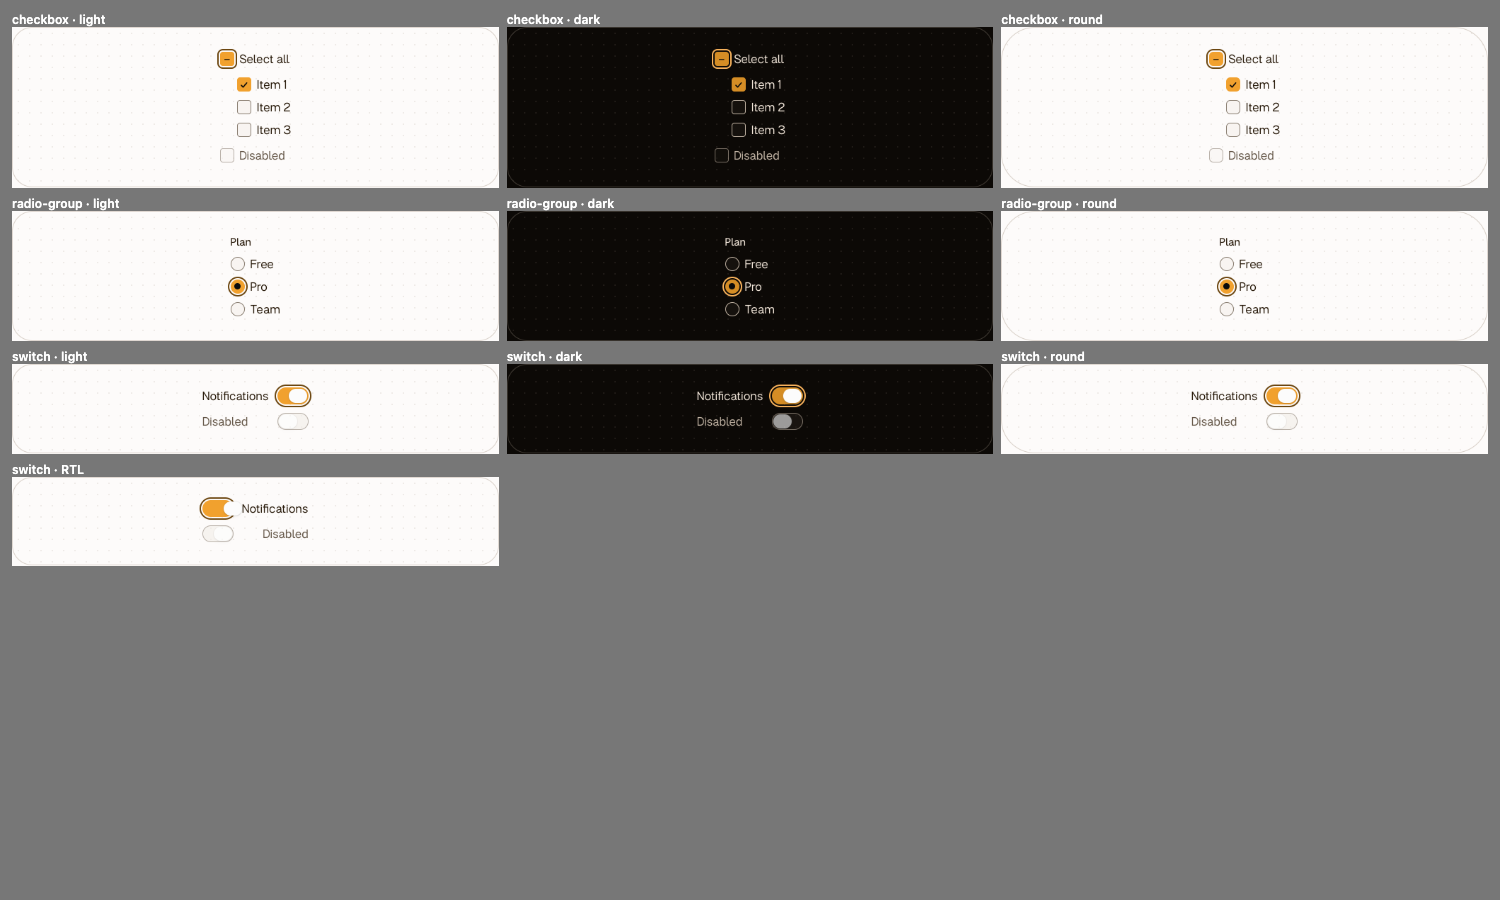 checkbox · light
Select all
Item 1
Item 2
Item 3
Disabled
checkbox · dark
Select all
Item 1
Item 2
Item 3
Disabled
checkbox · round
Select all
Item 1
Item 2
Item 3
Disabled
radio-group · light
Plan
Free
Pro
Team
radio-group · dark
Plan
Free
Pro
Team
radio-group · round
Plan
Free
Pro
Team
switch · light
Notifications
Disabled
switch · dark
Notifications
Disabled
switch · round
Notifications
Disabled
switch · RTL
Notifications
Disabled